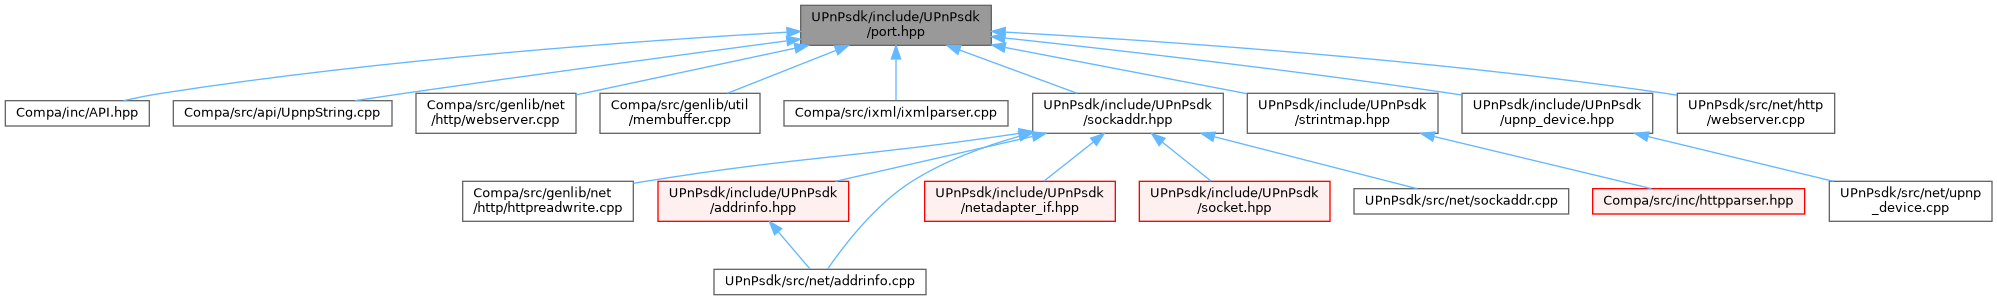 UPnPsdk/include/UPnPsdk
/port.hpp
Compa/inc/API.hpp
Compa/src/api/UpnpString.cpp
Compa/src/genlib/net
/http/webserver.cpp
Compa/src/genlib/util
/membuffer.cpp
Compa/src/ixml/ixmlparser.cpp
UPnPsdk/include/UPnPsdk
/sockaddr.hpp
UPnPsdk/include/UPnPsdk
/strintmap.hpp
UPnPsdk/include/UPnPsdk
/upnp_device.hpp
UPnPsdk/src/net/http
/webserver.cpp
Compa/src/genlib/net
/http/httpreadwrite.cpp
UPnPsdk/include/UPnPsdk
/addrinfo.hpp
UPnPsdk/include/UPnPsdk
/netadapter_if.hpp
UPnPsdk/include/UPnPsdk
/socket.hpp
UPnPsdk/src/net/sockaddr.cpp
Compa/src/inc/httpparser.hpp
UPnPsdk/src/net/upnp
_device.cpp
UPnPsdk/src/net/addrinfo.cpp